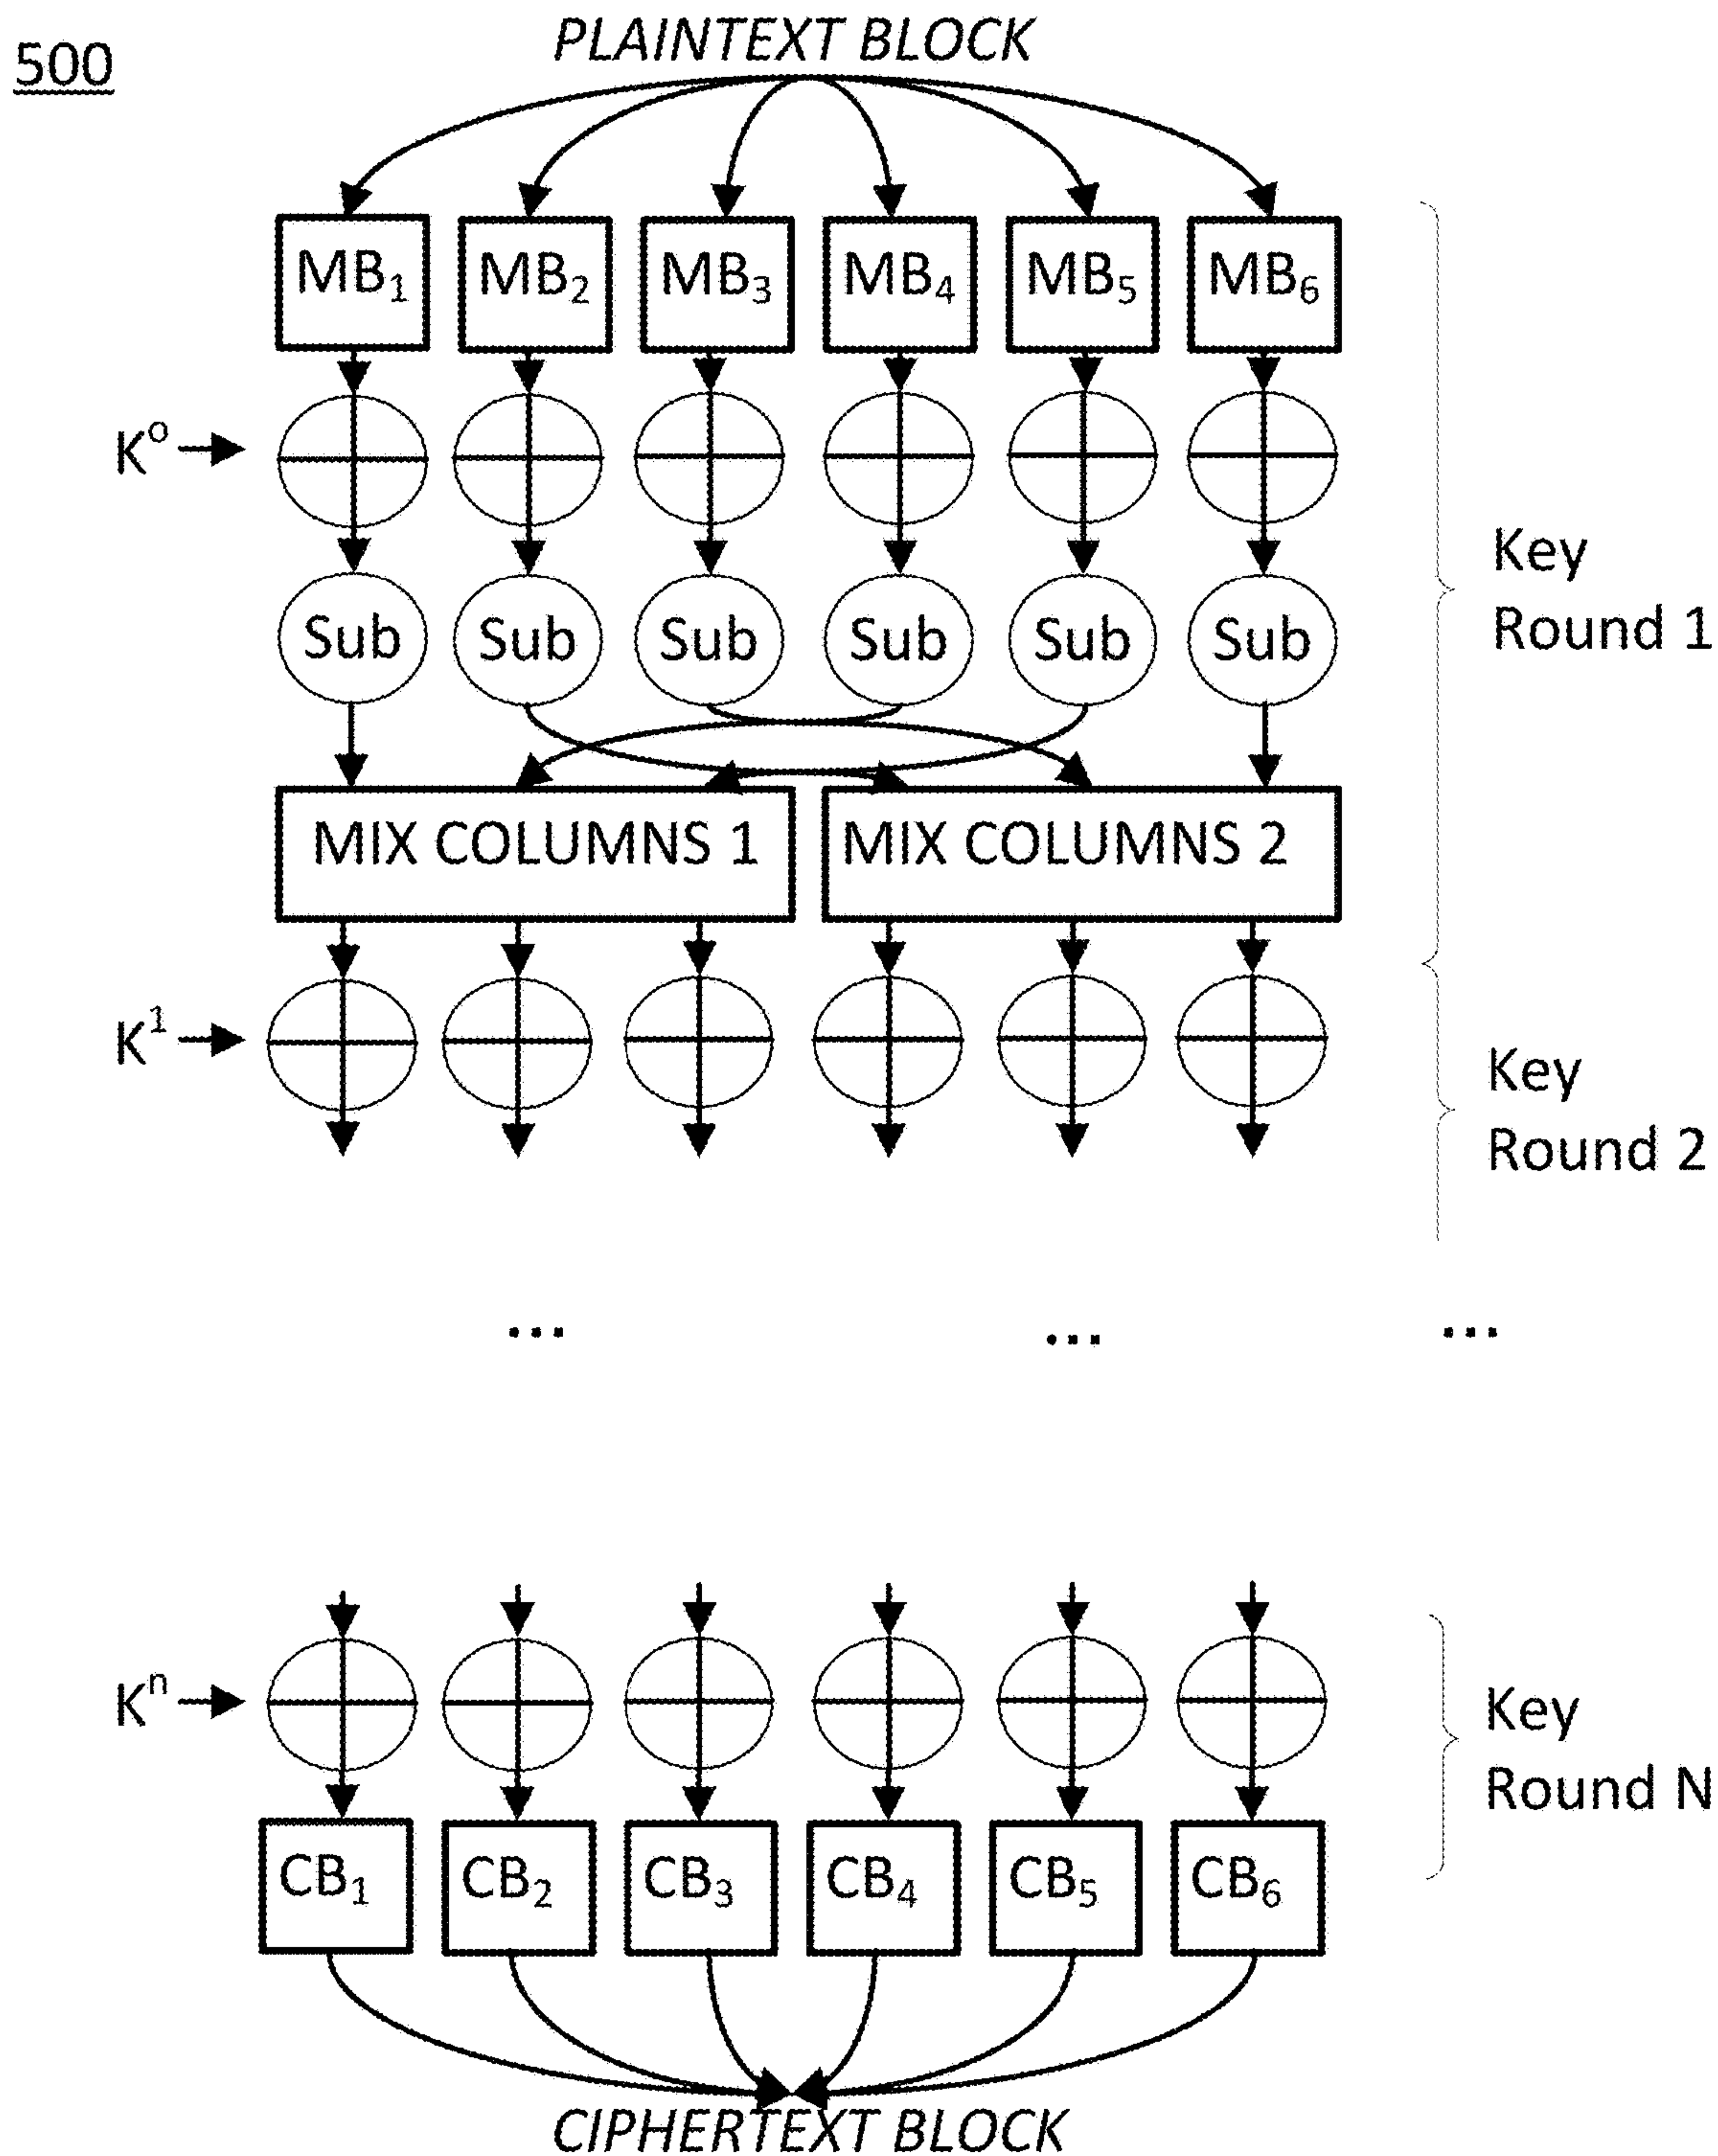 500
PLAINTEXT BLOCK
MB₁ MB₂ MB₃ MB₄ MB₅ MB₆
K⁰
Sub Sub Sub Sub Sub Sub
Key
Round 1
MIX COLUMNS 1 MIX COLUMNS 2
K¹
Key
Round 2
... ... ...
Kⁿ
Key
Round N
CB₁ CB₂ CB₃ CB₄ CB₅ CB₆
CIPHERTEXT BLOCK